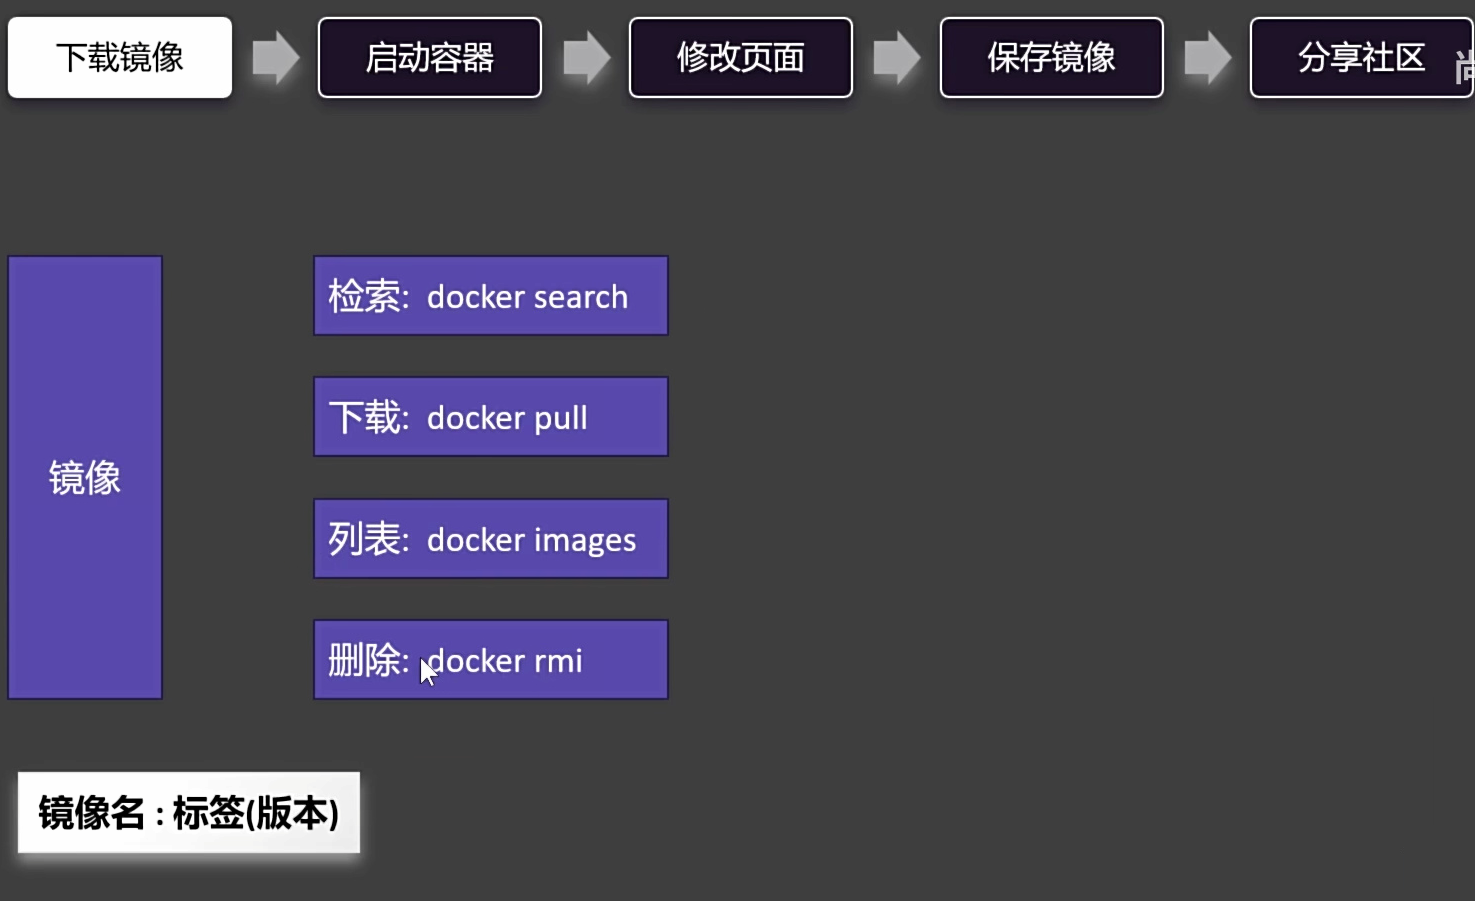 下载镜像
启动容器
修改页面
保存镜像
分享社区
检索: docker search
下载: docker pull
镜像
列表: docker images
删除: docker rmi
镜像名 : 标签(版本)